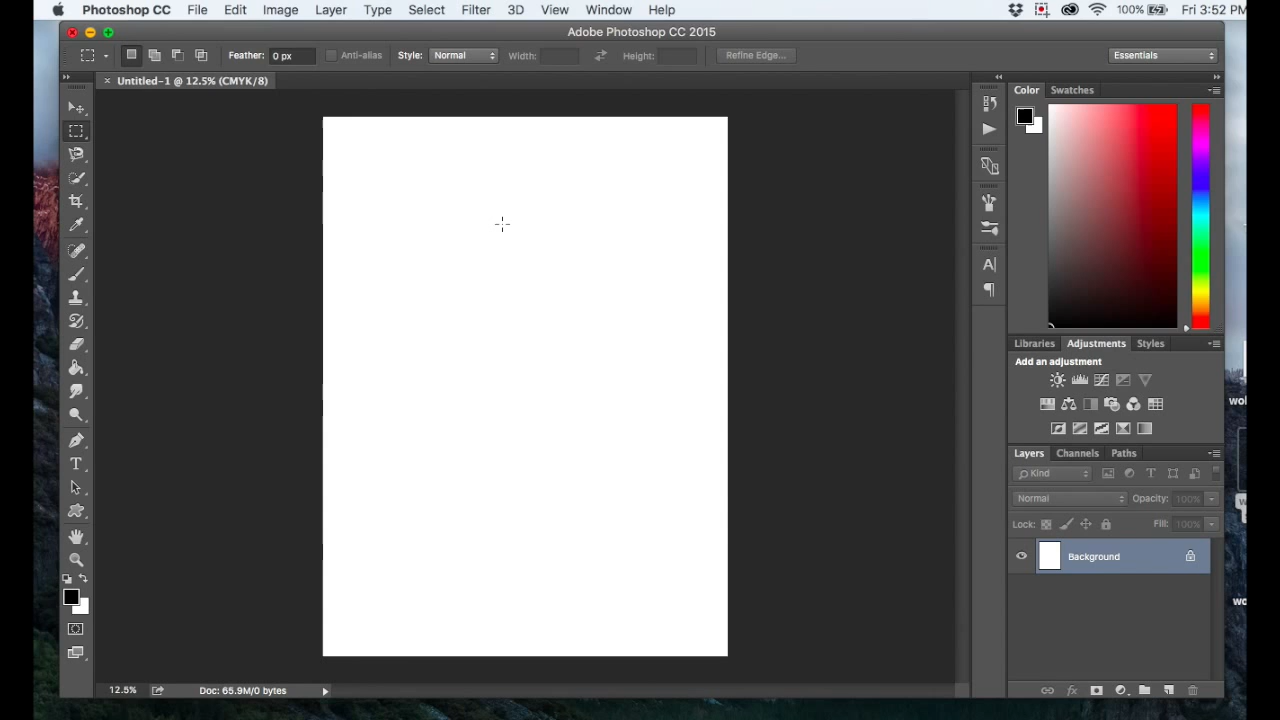 Photoshop CC File Edit Image Layer Type Select Filter 3D View Window Help 100% Fri 3:52 PM
Adobe Photoshop CC 2015
Feather: 0 px Anti-alias Style: Normal Width: Height: Refine Edge... Essentials
× Untitled-1 @ 12.5% (CMYK/8)
Color Swatches
Libraries Adjustments Styles
Add an adjustment
Layers Channels Paths
Kind
Normal Opacity: 100%
Lock: Fill: 100%
Background
12.5% Doc: 65.9M/0 bytes